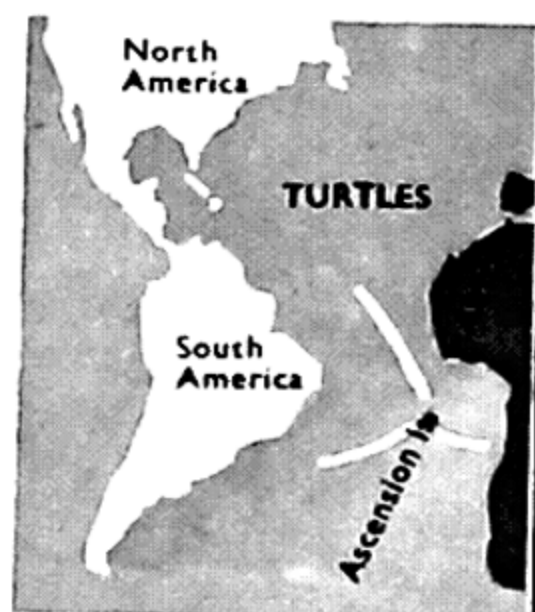 North
America
TURTLES
South
America
Ascension Is